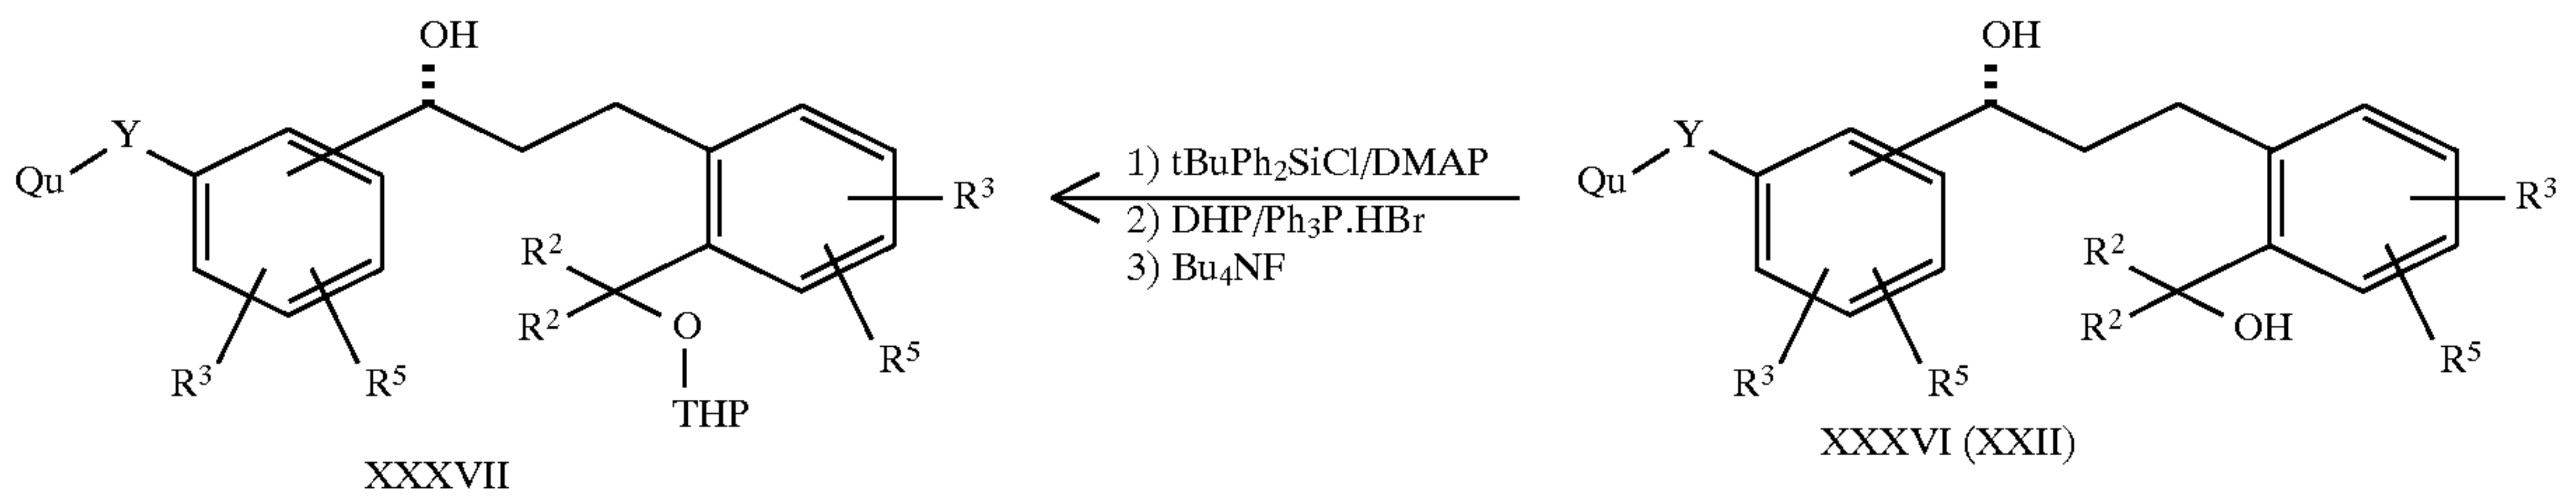 OH
Y
Qu
R³
R²
R²
O
R³
R⁵
R⁵
THP
XXXVII
1) tBuPh₂SiCl/DMAP
2) DHP/Ph₃P.HBr
3) Bu₄NF
OH
Y
Qu
R³
R²
R²
OH
R³
R⁵
R⁵
XXXVI (XXII)